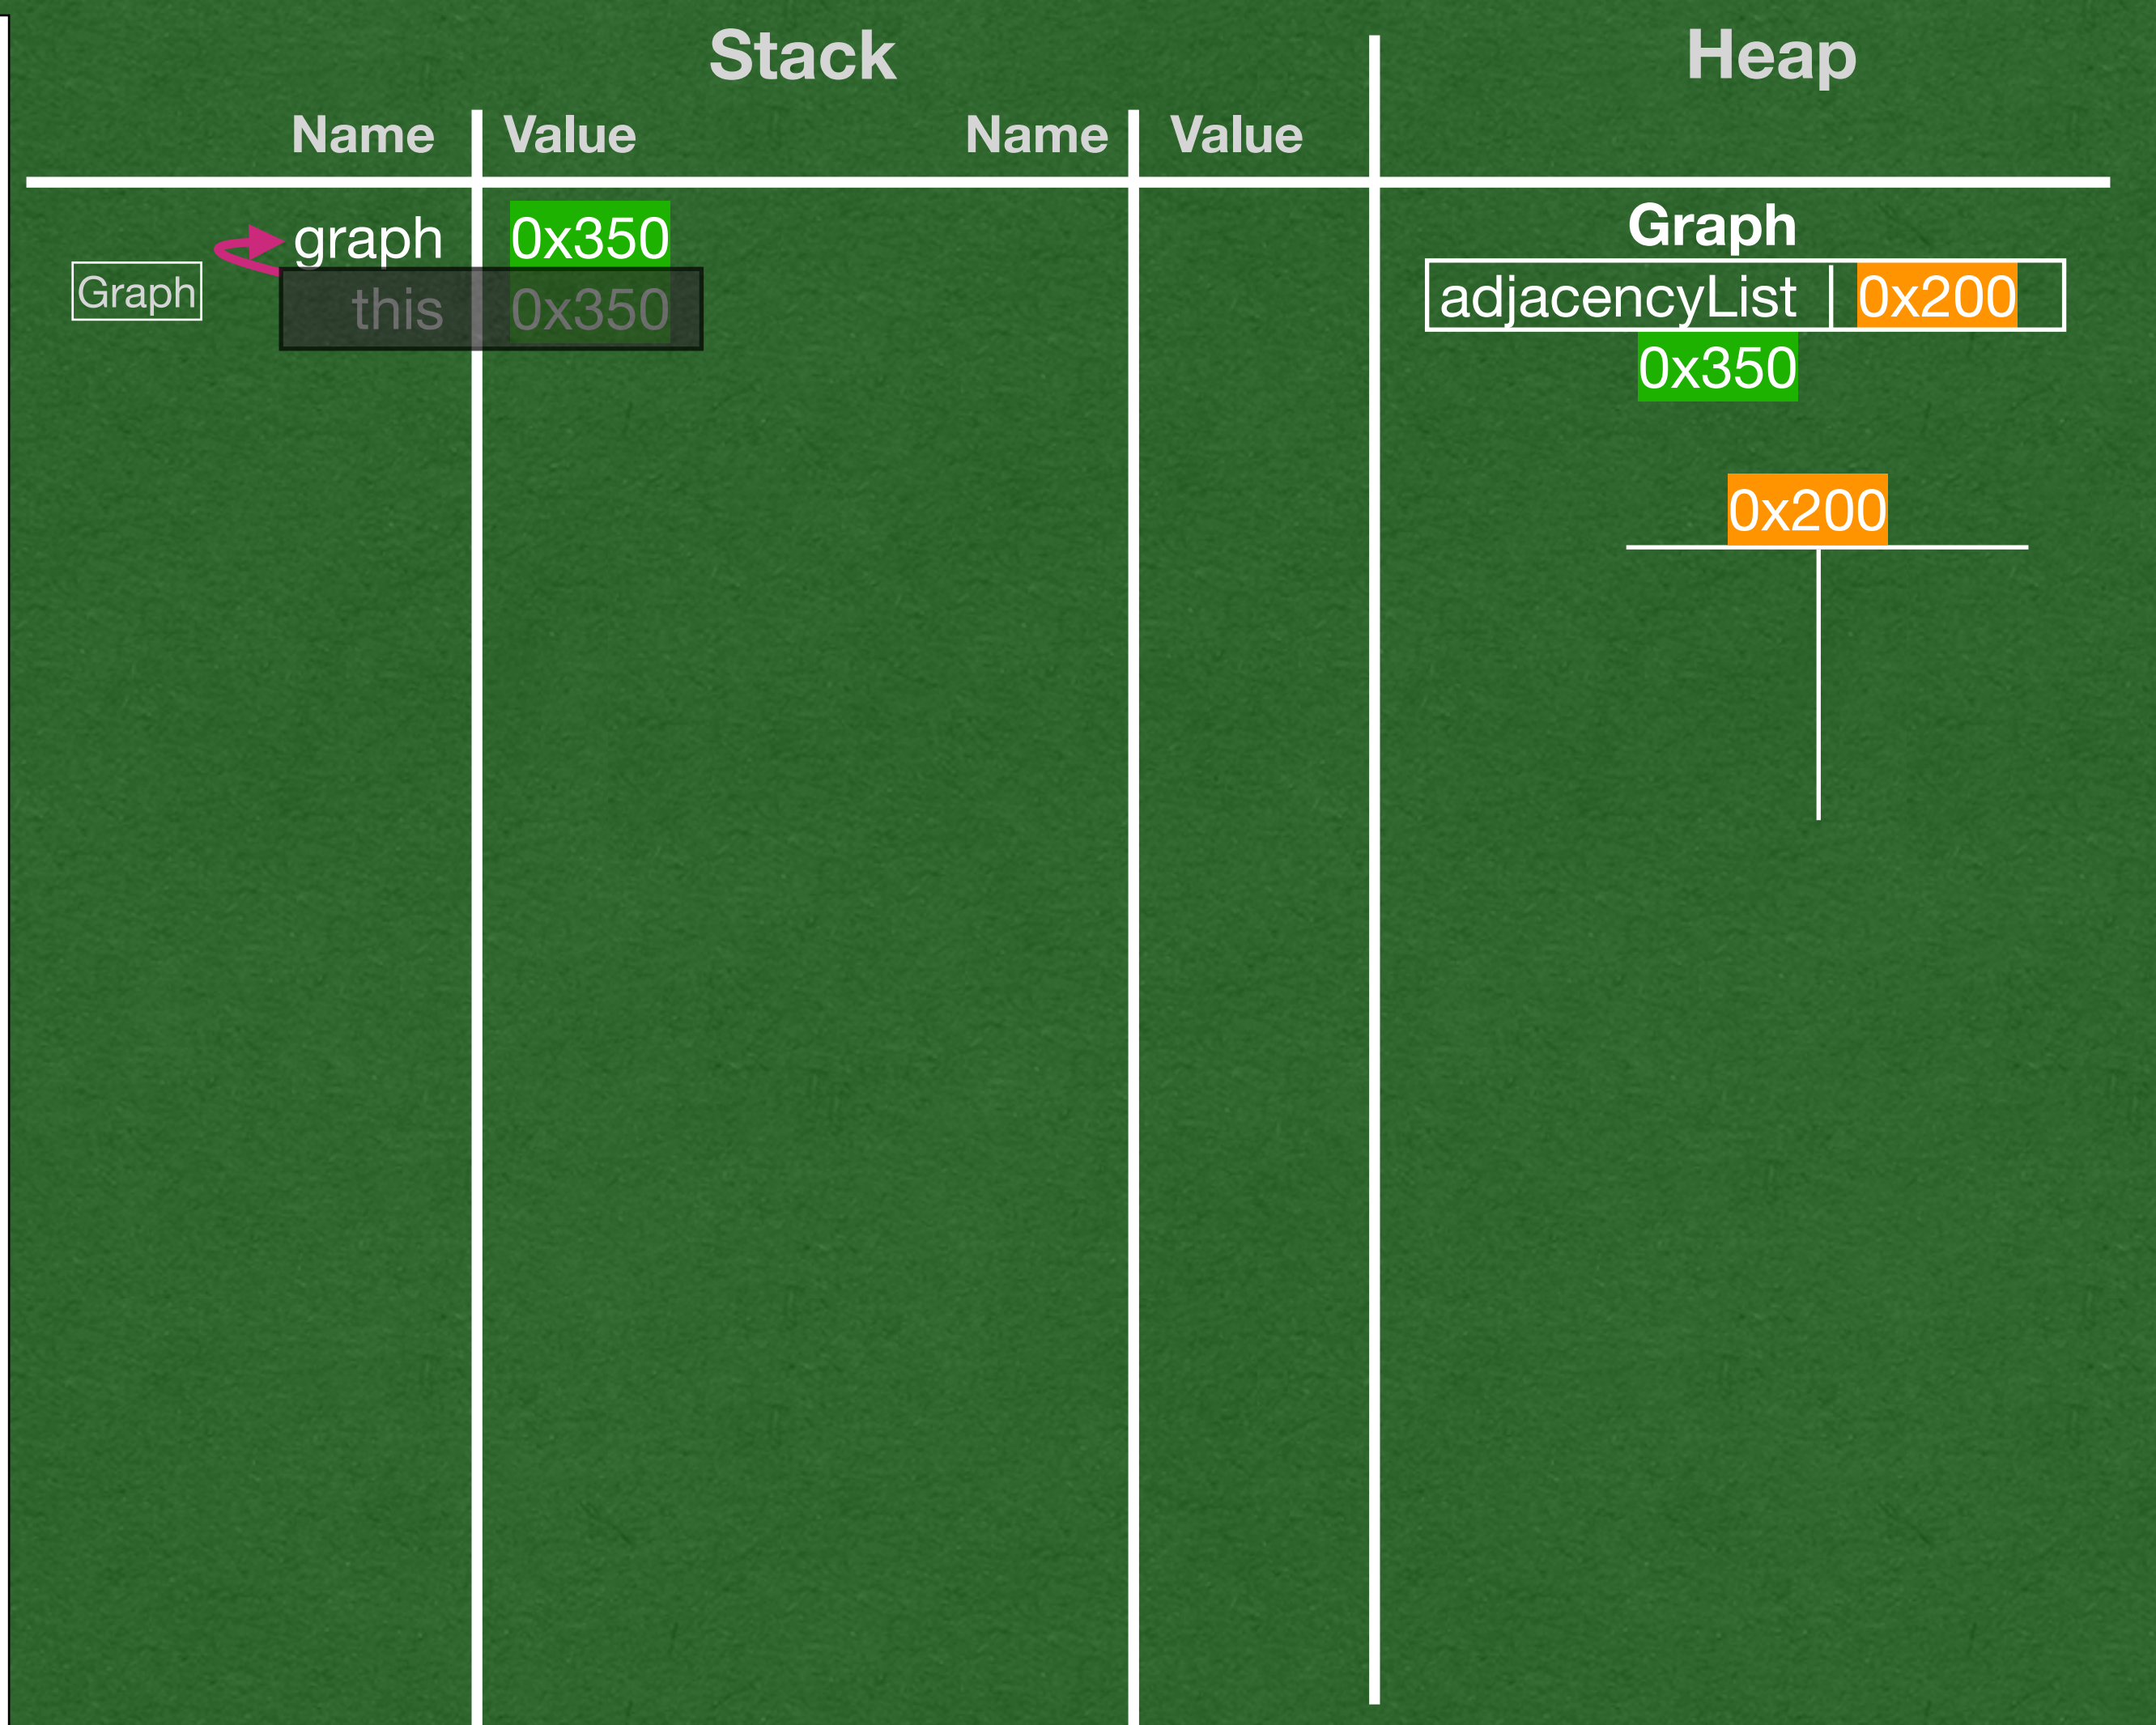 Stack
Heap
Name Value Name Value
graph 0x350
Graph
this 0x350
Graph
adjacencyList 0x200
0x350
0x200